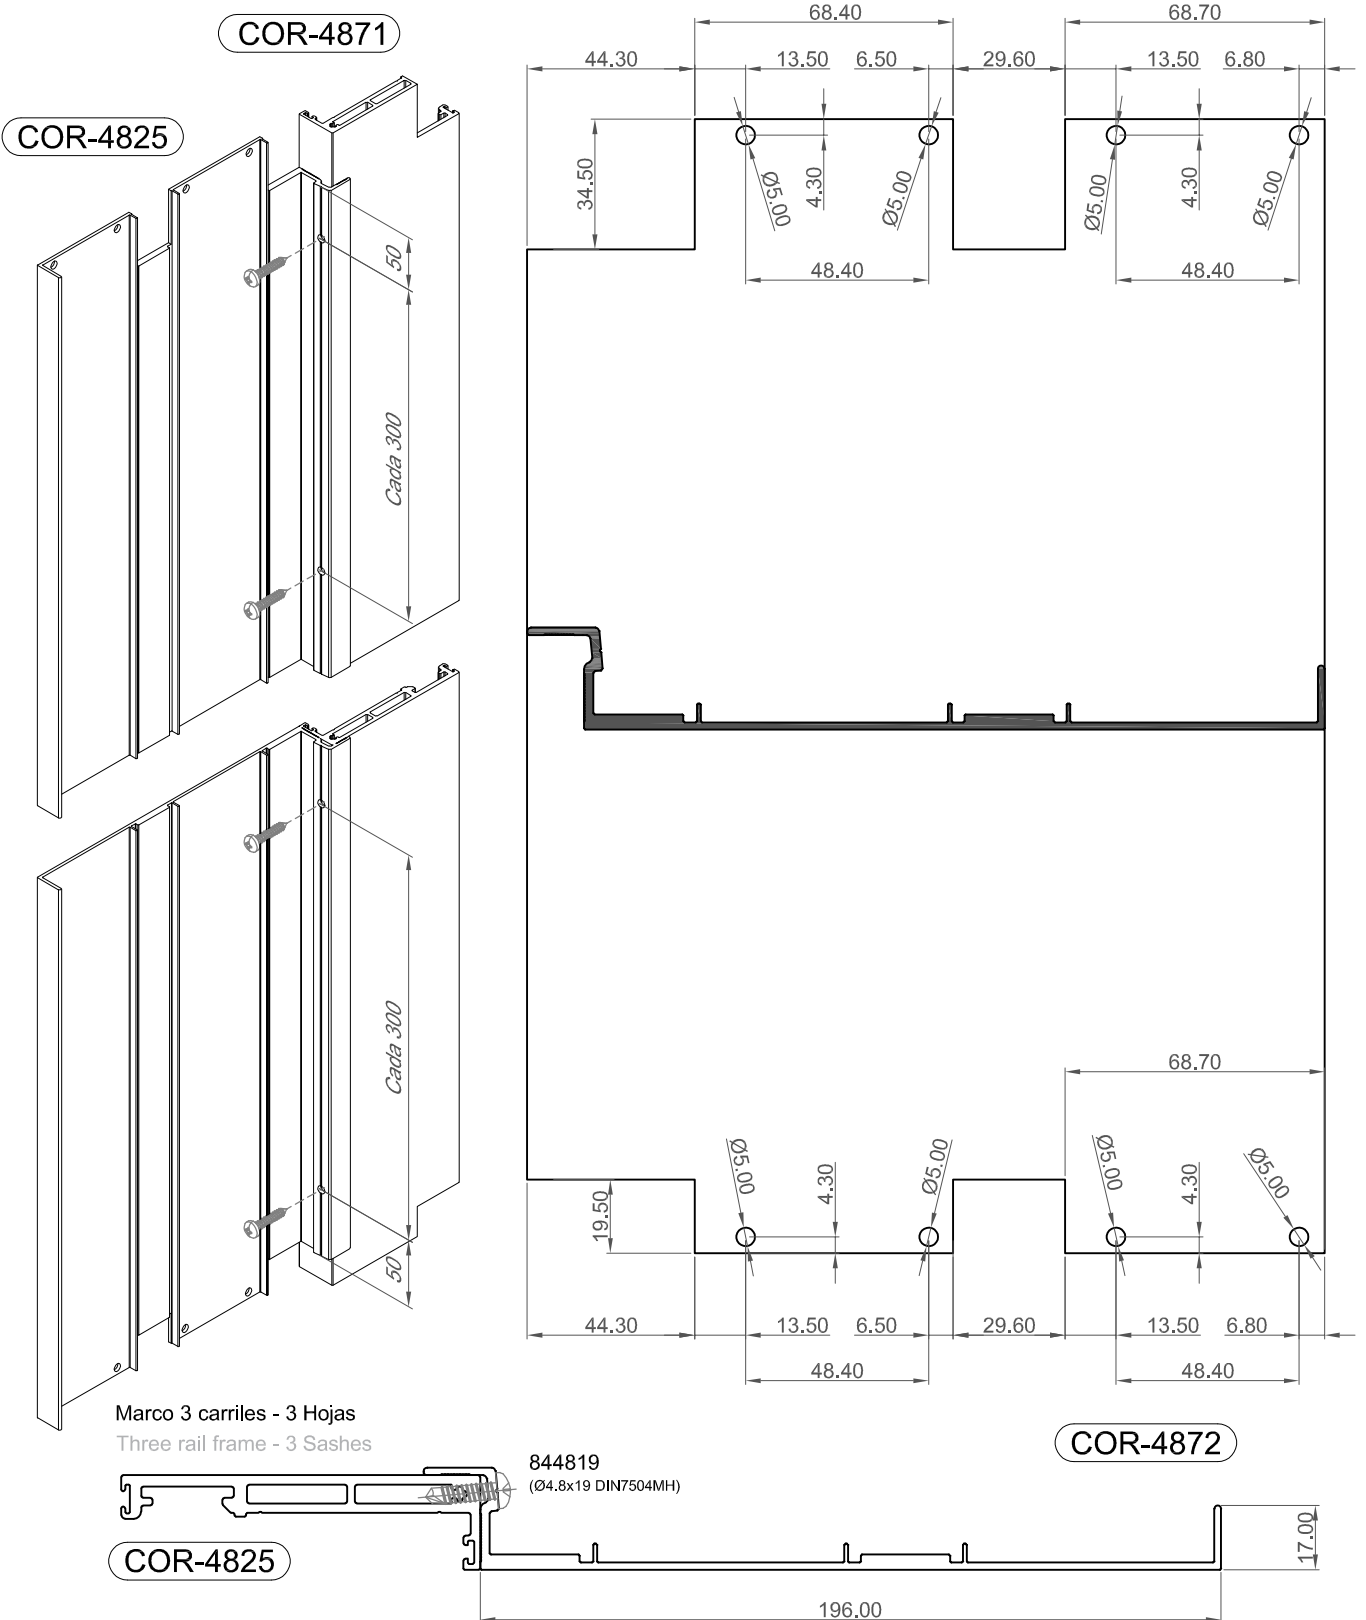 COR-4871
COR-4825
50
Cada 300
Cada 300
50
68.40
68.70
44.30
13.50
6.50
29.60
13.50
6.80
34.50
Ø5.00
4.30
Ø5.00
Ø5.00
4.30
Ø5.00
48.40
48.40
68.70
Ø5.00
4.30
Ø5.00
Ø5.00
4.30
Ø5.00
19.50
44.30
13.50
6.50
29.60
13.50
6.80
48.40
48.40
Marco 3 carriles - 3 Hojas
Three rail frame - 3 Sashes
COR-4872
844819
(Ø4.8x19 DIN7504MH)
COR-4825
17.00
196.00